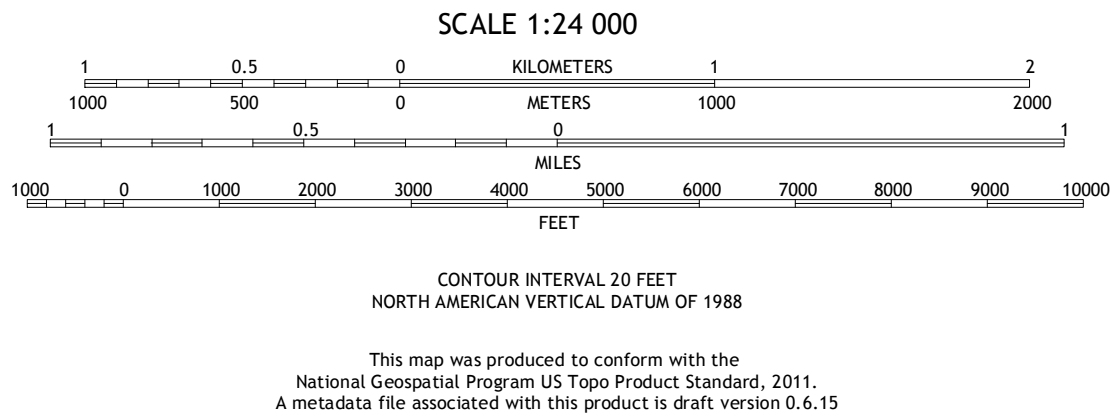 SCALE 1:24 000
1 0.5 0 KILOMETERS 1 2
1000 500 0 METERS 1000 2000
1 0.5 0 1
MILES
1000 0 1000 2000 3000 4000 5000 6000 7000 8000 9000 10000
FEET
CONTOUR INTERVAL 20 FEET
NORTH AMERICAN VERTICAL DATUM OF 1988
This map was produced to conform with the
National Geospatial Program US Topo Product Standard, 2011.
A metadata file associated with this product is draft version 0.6.15